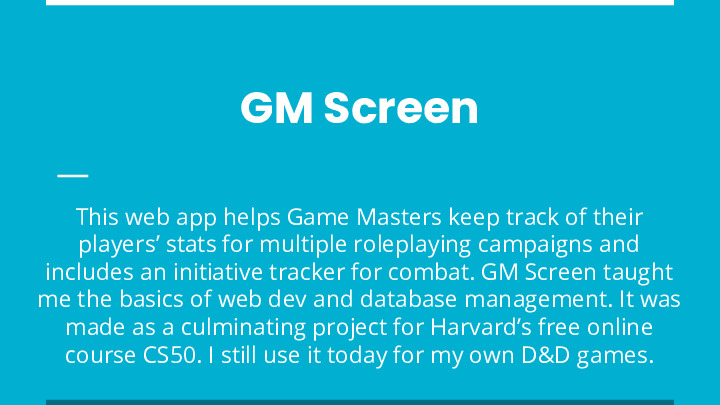 GM Screen
This web app helps Game Masters keep track of their
players’ stats for multiple roleplaying campaigns and
includes an initiative tracker for combat. GM Screen taught
me the basics of web dev and database management. It was
made as a culminating project for Harvard’s free online
course CS50. I still use it today for my own D&D games.